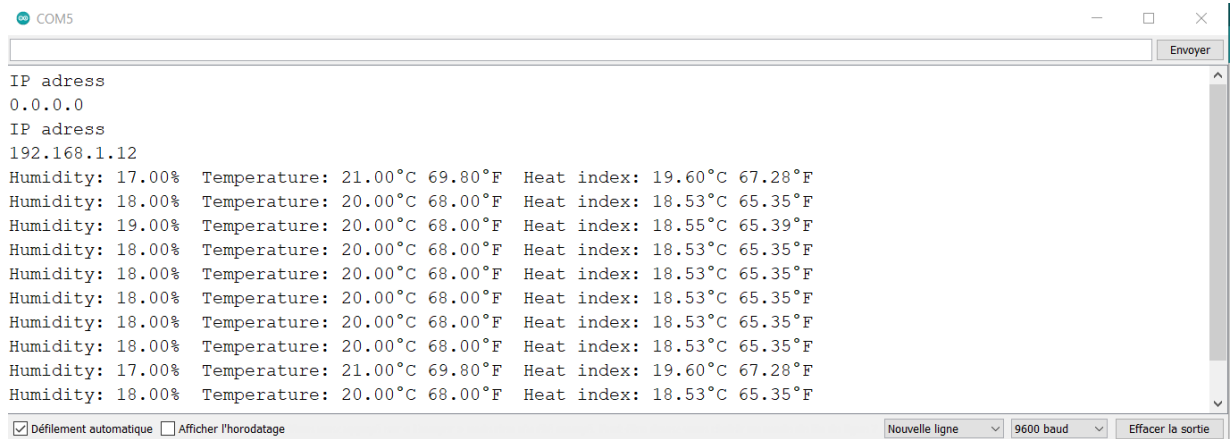 COM5
Envoyer
IP adress
0.0.0.0
IP adress
192.168.1.12
Humidity: 17.00%  Temperature: 21.00°C 69.80°F  Heat index: 19.60°C 67.28°F
Humidity: 18.00%  Temperature: 20.00°C 68.00°F  Heat index: 18.53°C 65.35°F
Humidity: 19.00%  Temperature: 20.00°C 68.00°F  Heat index: 18.55°C 65.39°F
Humidity: 18.00%  Temperature: 20.00°C 68.00°F  Heat index: 18.53°C 65.35°F
Humidity: 18.00%  Temperature: 20.00°C 68.00°F  Heat index: 18.53°C 65.35°F
Humidity: 18.00%  Temperature: 20.00°C 68.00°F  Heat index: 18.53°C 65.35°F
Humidity: 18.00%  Temperature: 20.00°C 68.00°F  Heat index: 18.53°C 65.35°F
Humidity: 18.00%  Temperature: 20.00°C 68.00°F  Heat index: 18.53°C 65.35°F
Humidity: 17.00%  Temperature: 21.00°C 69.80°F  Heat index: 19.60°C 67.28°F
Humidity: 18.00%  Temperature: 20.00°C 68.00°F  Heat index: 18.53°C 65.35°F
Défilement automatique Afficher l'horodatage Nouvelle ligne 9600 baud Effacer la sortie